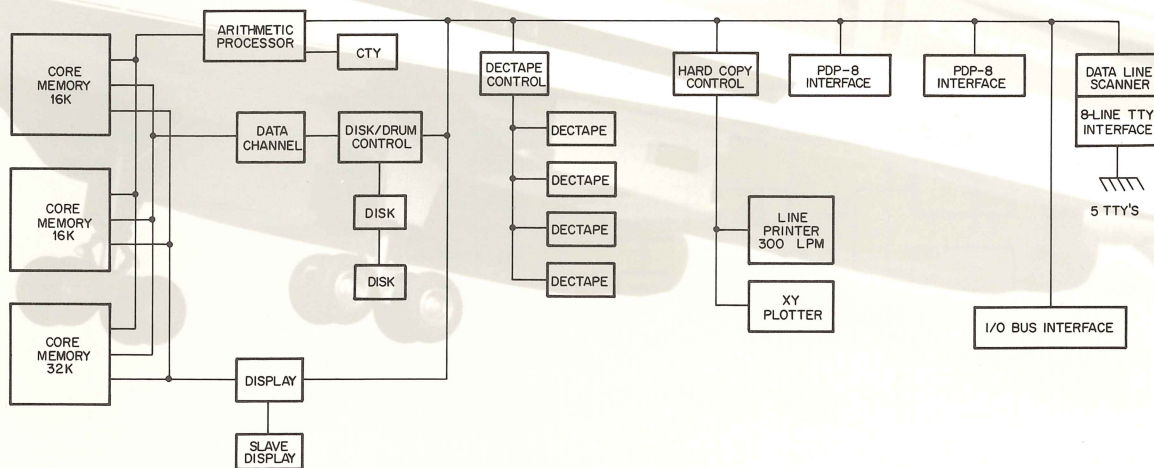 ARITHMETIC
PROCESSOR
CTY
CORE
MEMORY
16K
DATA
CHANNEL
DISK/DRUM
CONTROL
DISK
DISK
CORE
MEMORY
16K
CORE
MEMORY
32K
DISPLAY
SLAVE
DISPLAY
DECTAPE
CONTROL
DECTAPE
DECTAPE
DECTAPE
DECTAPE
HARD COPY
CONTROL
LINE
PRINTER
300 LPM
XY
PLOTTER
PDP-8
INTERFACE
PDP-8
INTERFACE
I/O BUS INTERFACE
DATA LINE
SCANNER
8-LINE TTY
INTERFACE
5 TTY'S